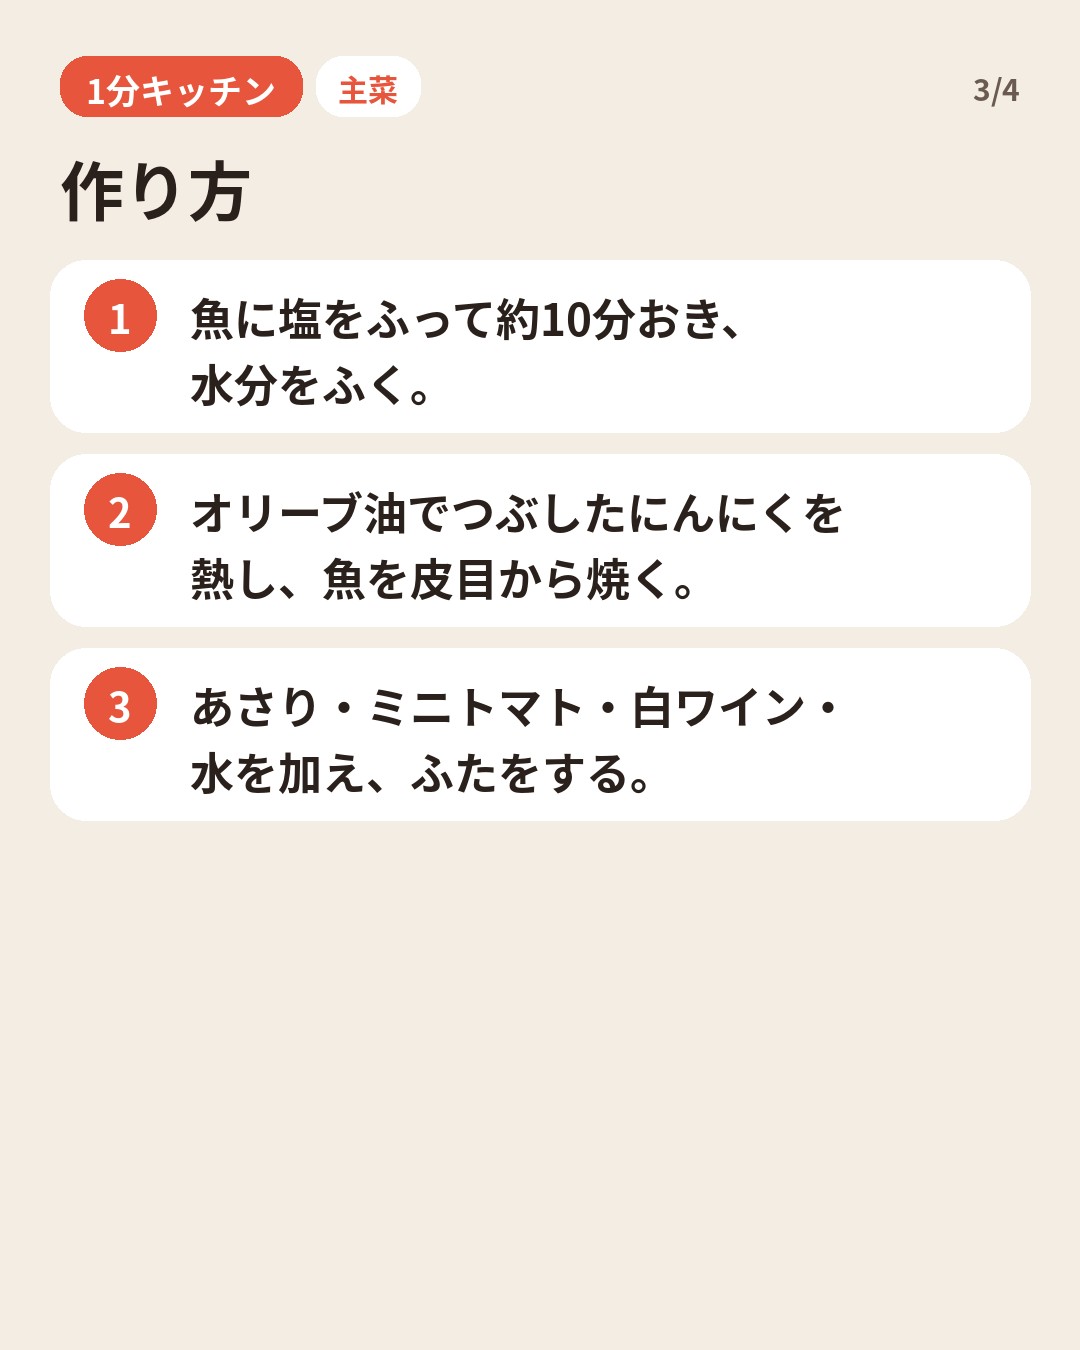 1分キッチン 主菜 3/4
作り方
1 魚に塩をふって約10分おき、
水分をふく。
2 オリーブ油でつぶしたにんにくを
熱し、魚を皮目から焼く。
3 あさり・ミニトマト・白ワイン・
水を加え、ふたをする。